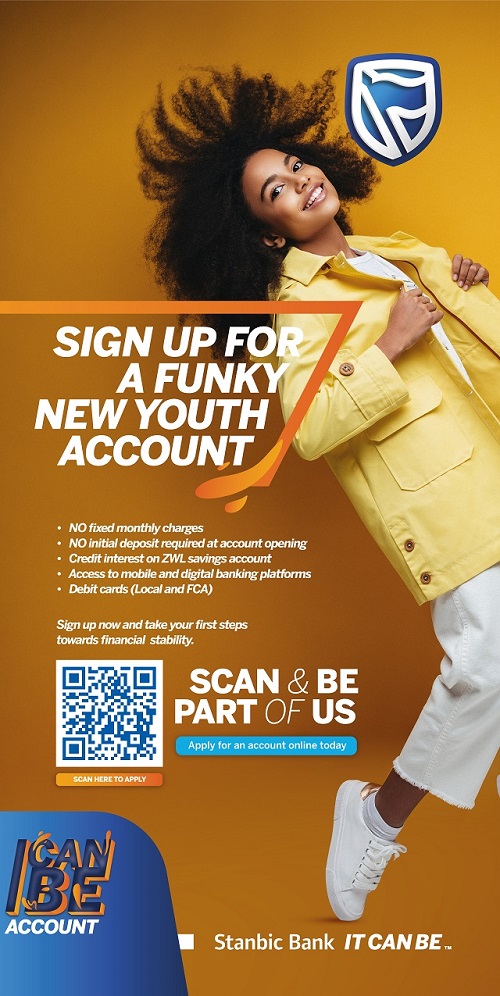 SIGN UP FOR
A FUNKY
NEW YOUTH
ACCOUNT
• NO fixed monthly charges
• NO initial deposit required at account opening
• Credit interest on ZWL savings account
• Access to mobile and digital banking platforms
• Debit cards (Local and FCA)
Sign up now and take your first steps
towards financial stability.
SCAN & BE
PART OF US
Apply for an account online today
SCAN HERE TO APPLY
I CAN
BE
ACCOUNT
Stanbic Bank IT CAN BE™